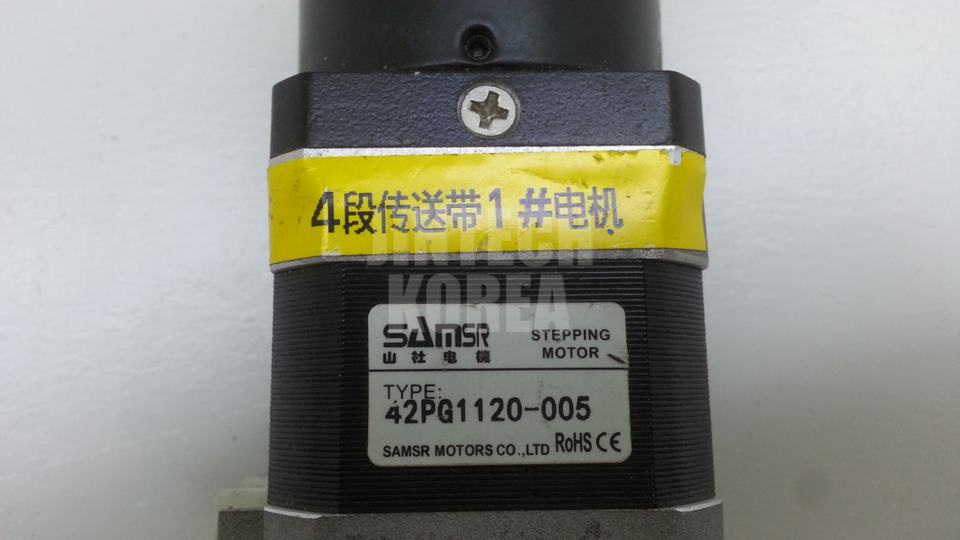 4段传送带1#电机
JINTECH
KOREA
SAMSR
山社电機
STEPPING
MOTOR
TYPE:
42PG1120-005
SAMSR MOTORS CO.,LTD RoHS CE